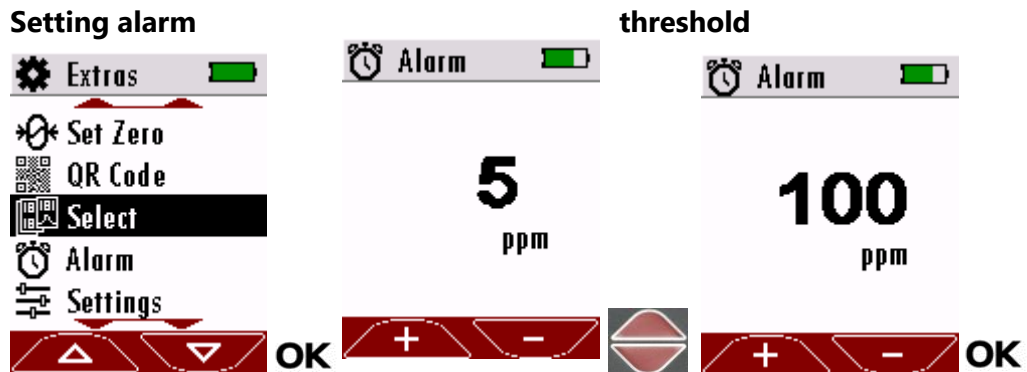 Setting alarm threshold
Extras
Set Zero
QR Code
Select
Alarm
Settings
OK
Alarm
5
ppm
+ -
Alarm
100
ppm
+ -
OK